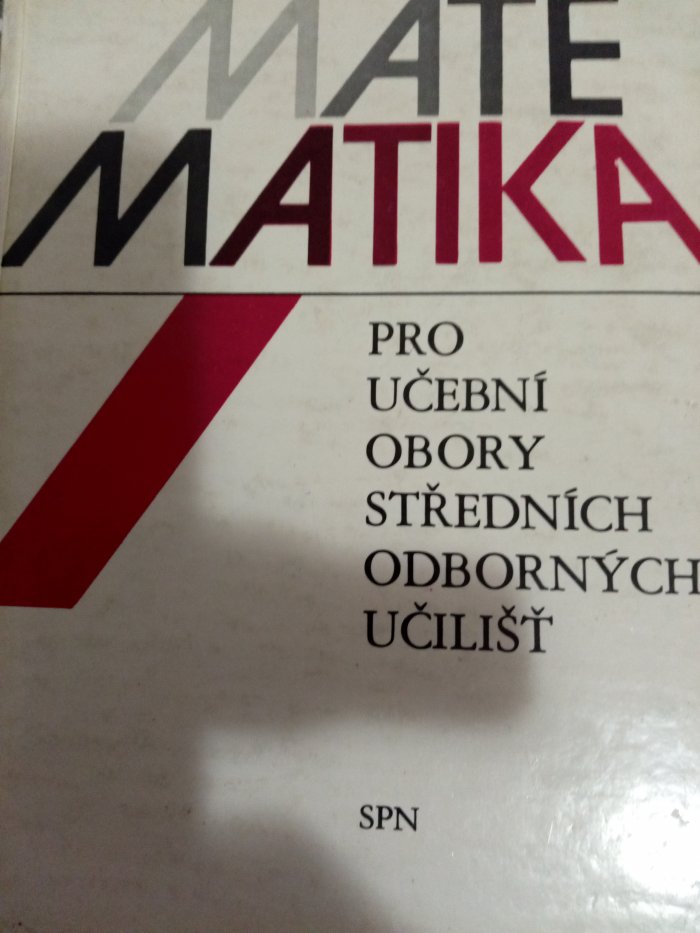 MATE
MATIKA
PRO
UČEBNÍ
OBORY
STŘEDNÍCH
ODBORNÝCH
UČILIŠŤ
SPN